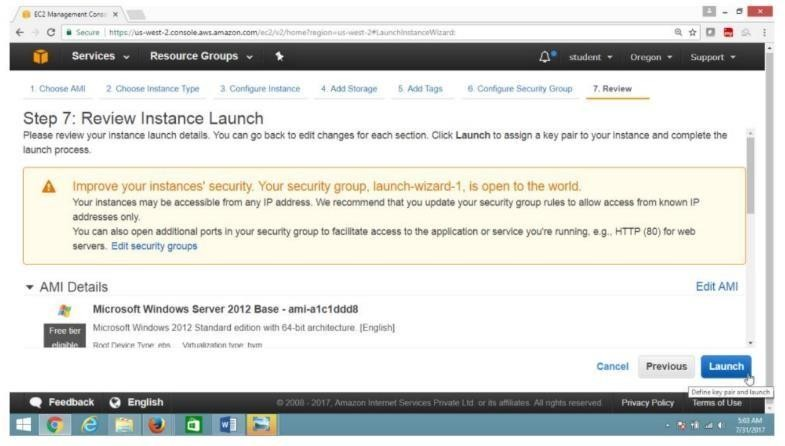 EC2 Management Consol
Secure | https://us-west-2.console.aws.amazon.com/ec2/v2/home?region=us-west-2#LaunchInstanceWizard:
Services Resource Groups student Oregon Support
1. Choose AMI 2. Choose Instance Type 3. Configure Instance 4. Add Storage 5. Add Tags 6. Configure Security Group 7. Review
Step 7: Review Instance Launch
Please review your instance launch details. You can go back to edit changes for each section. Click Launch to assign a key pair to your instance and complete the
launch process.
Improve your instances' security. Your security group, launch-wizard-1, is open to the world.
Your instances may be accessible from any IP address. We recommend that you update your security group rules to allow access from known IP
addresses only.
You can also open additional ports in your security group to facilitate access to the application or service you're running, e.g., HTTP (80) for web
servers. Edit security groups
AMI Details Edit AMI
Microsoft Windows Server 2012 Base - ami-a1c1ddd8
Free tier Microsoft Windows 2012 Standard edition with 64-bit architecture. [English]
eligible Root Device Type: ebs Virtualization type: hvm
Cancel Previous Launch
Define key pair and launch
Feedback English © 2008 - 2017, Amazon Internet Services Private Ltd. or its affiliates. All rights reserved. Privacy Policy Terms of Use
5:03 AM
7/31/2017